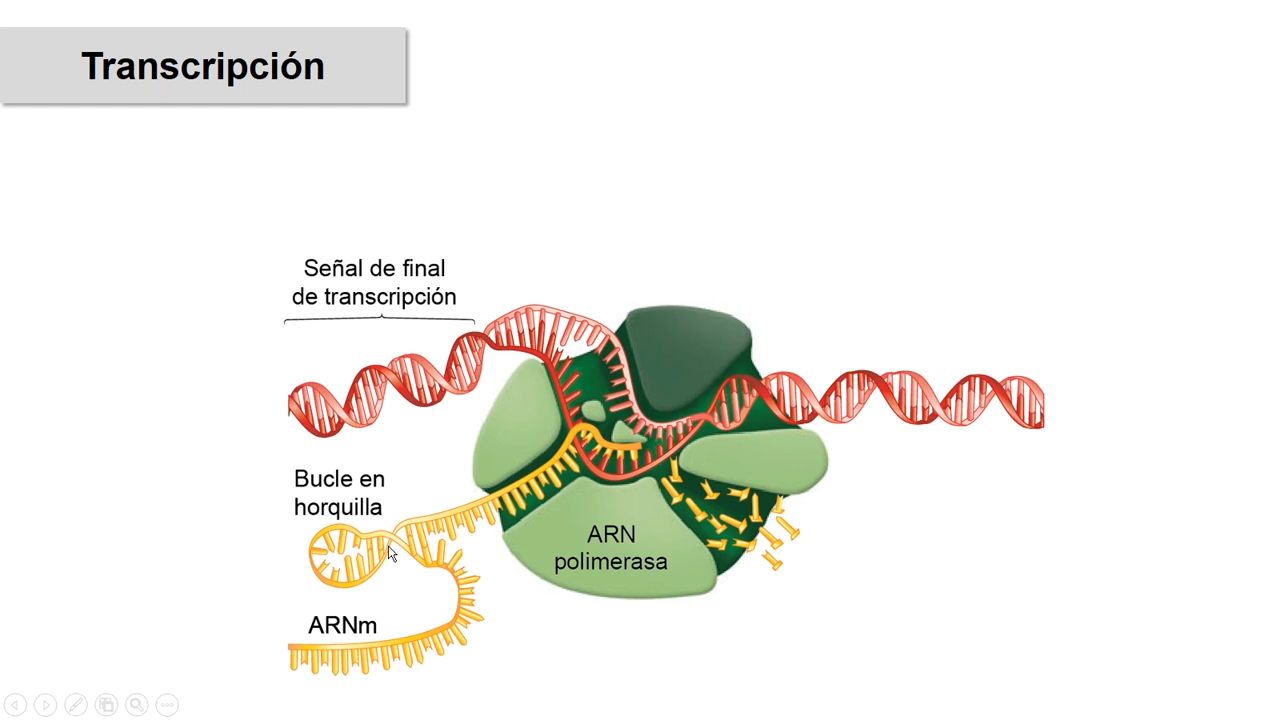 Transcripción
Señal de final
de transcripción
Bucle en
horquilla
ARN
polimerasa
ARNm